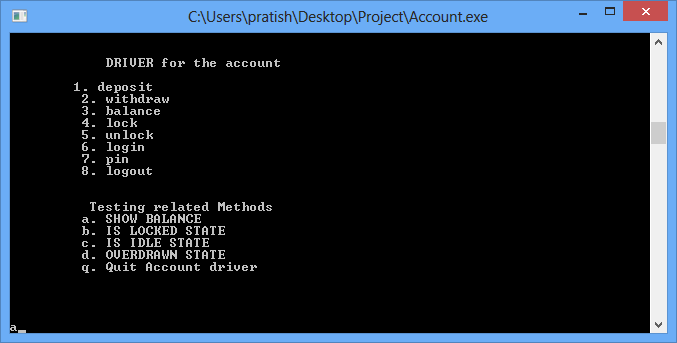 C:\Users\pratish\Desktop\Project\Account.exe
DRIVER for the account
1. deposit
2. withdraw
3. balance
4. lock
5. unlock
6. login
7. pin
8. logout
Testing related Methods
a. SHOW BALANCE
b. IS LOCKED STATE
c. IS IDLE STATE
d. OVERDRAWN STATE
q. Quit Account driver
a_